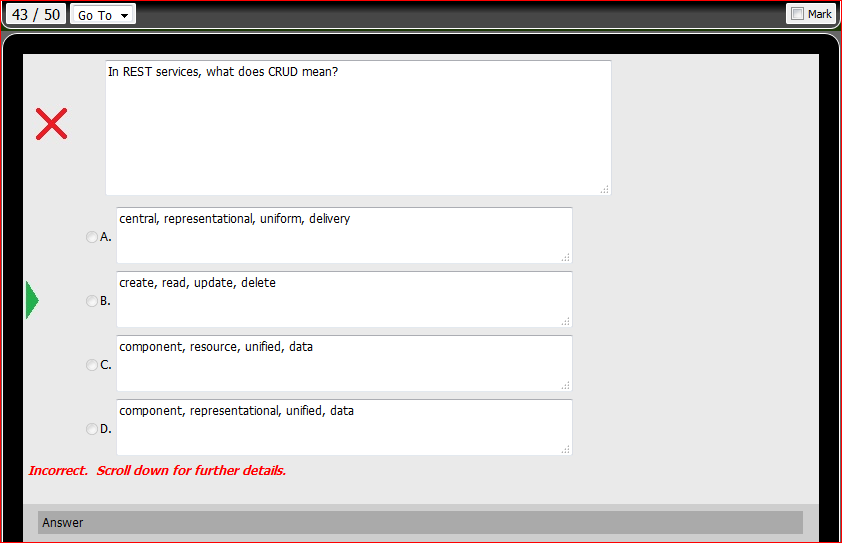 43 / 50 Go To Mark
In REST services, what does CRUD mean?
A. central, representational, uniform, delivery
B. create, read, update, delete
C. component, resource, unified, data
D. component, representational, unified, data
Incorrect. Scroll down for further details.
Answer